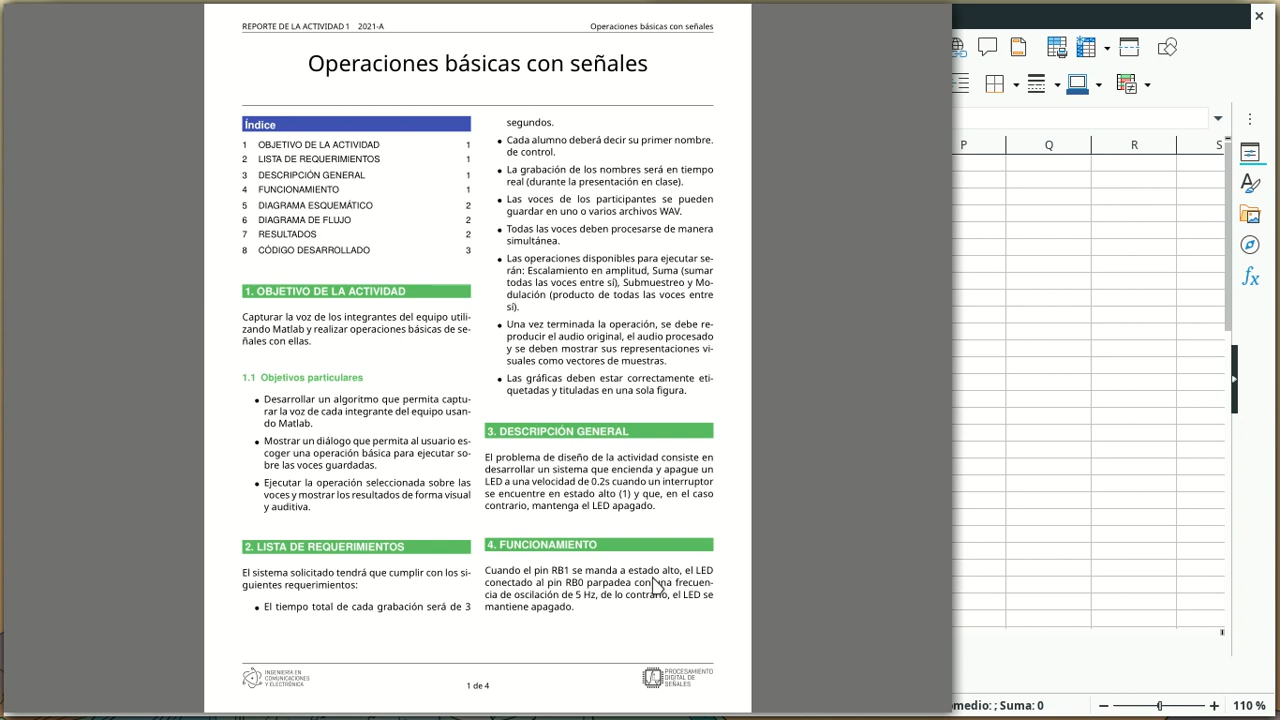 REPORTE DE LA ACTIVIDAD 1 2021-A
Operaciones básicas con señales
Operaciones básicas con señales
Índice
1 OBJETIVO DE LA ACTIVIDAD 1
2 LISTA DE REQUERIMIENTOS 1
3 DESCRIPCIÓN GENERAL 1
4 FUNCIONAMIENTO 1
5 DIAGRAMA ESQUEMÁTICO 2
6 DIAGRAMA DE FLUJO 2
7 RESULTADOS 2
8 CÓDIGO DESARROLLADO 3
1. OBJETIVO DE LA ACTIVIDAD
Capturar la voz de los integrantes del equipo utili-
zando Matlab y realizar operaciones básicas de se-
ñales con ellas.
1.1 Objetivos particulares
• Desarrollar un algoritmo que permita captu-
rar la voz de cada integrante del equipo usan-
do Matlab.
• Mostrar un diálogo que permita al usuario es-
coger una operación básica para ejecutar so-
bre las voces guardadas.
• Ejecutar la operación seleccionada sobre las
voces y mostrar los resultados de forma visual
y auditiva.
2. LISTA DE REQUERIMIENTOS
El sistema solicitado tendrá que cumplir con los si-
guientes requerimientos:
• El tiempo total de cada grabación será de 3
segundos.
• Cada alumno deberá decir su primer nombre.
de control.
• La grabación de los nombres será en tiempo
real (durante la presentación en clase).
• Las voces de los participantes se pueden
guardar en uno o varios archivos WAV.
• Todas las voces deben procesarse de manera
simultánea.
• Las operaciones disponibles para ejecutar se-
rán: Escalamiento en amplitud, Suma (sumar
todas las voces entre sí), Submuestreo y Mo-
dulación (producto de todas las voces entre
sí).
• Una vez terminada la operación, se debe re-
producir el audio original, el audio procesado
y se deben mostrar sus representaciones vi-
suales como vectores de muestras.
• Las gráficas deben estar correctamente eti-
quetadas y tituladas en una sola figura.
3. DESCRIPCIÓN GENERAL
El problema de diseño de la actividad consiste en
desarrollar un sistema que encienda y apague un
LED a una velocidad de 0.2s cuando un interruptor
se encuentre en estado alto (1) y que, en el caso
contrario, mantenga el LED apagado.
4. FUNCIONAMIENTO
Cuando el pin RB1 se manda a estado alto, el LED
conectado al pin RB0 parpadea con una frecuen-
cia de oscilación de 5 Hz, de lo contrario, el LED se
mantiene apagado.
INGENIERÍA EN
COMUNICACIONES
Y ELECTRÓNICA
1 de 4
PROCESAMIENTO
DIGITAL DE
SEÑALES
P Q R S
fx
omedio: ; Suma: 0
110 %